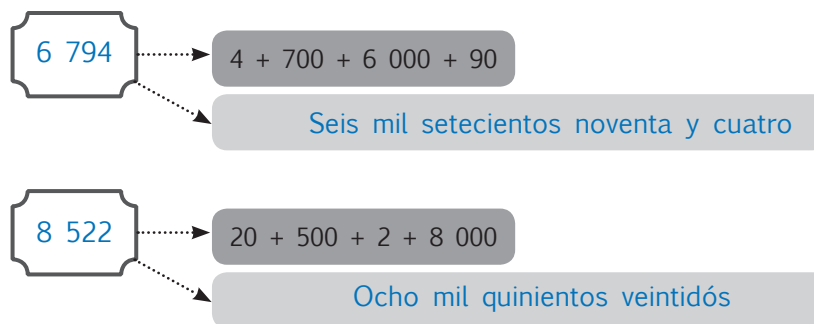 6 794
4 + 700 + 6 000 + 90
Seis mil setecientos noventa y cuatro
8 522
20 + 500 + 2 + 8 000
Ocho mil quinientos veintidós